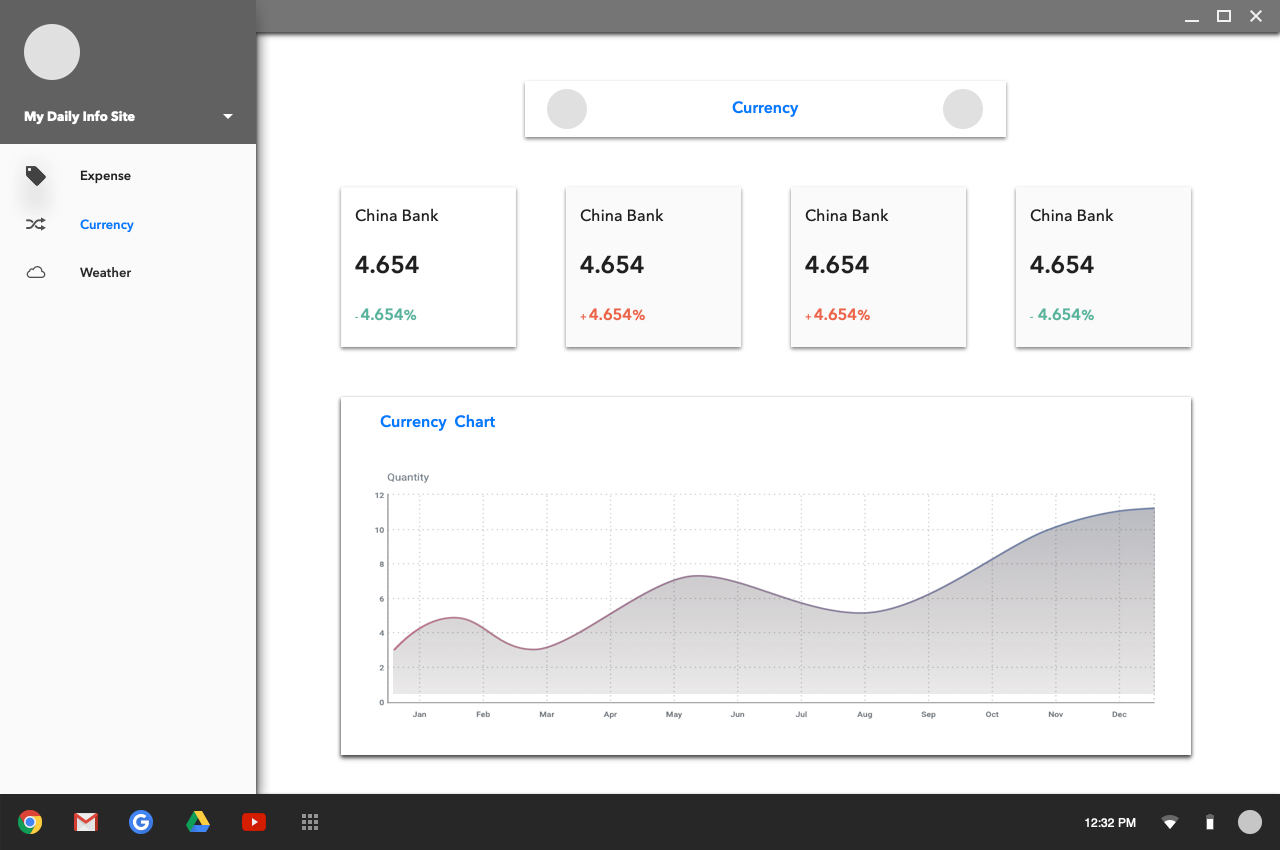 My Daily Info Site
Expense
Currency
Weather
Currency
China Bank
4.654
-4.654%
China Bank
4.654
+4.654%
China Bank
4.654
+4.654%
China Bank
4.654
- 4.654%
Currency Chart
Quantity
12
10
8
6
4
2
0
Jan Feb Mar Apr May Jun Jul Aug Sep Oct Nov Dec
12:32 PM